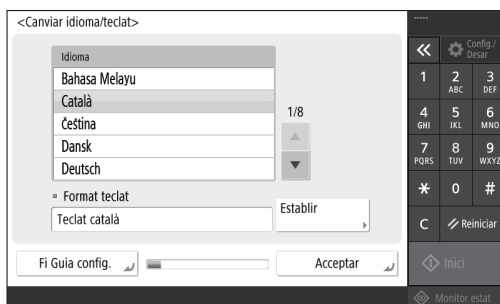 <Canviar idioma/teclat>
Idioma
Bahasa Melayu
Català
Čeština
Dansk
Deutsch
1/8
Format teclat
Teclat català
Establir
Fi Guia config.
Acceptar
-----
Config./
Desar
1
2
ABC
3
DEF
4
GHI
5
JKL
6
MNO
7
PQRS
8
TUV
9
WXYZ
*
0
#
C
Reiniciar
Inici
Monitor estat